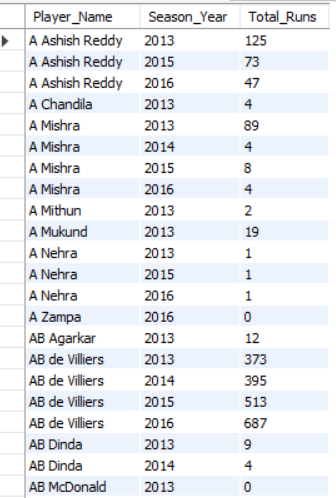 Player_Name Season_Year Total_Runs
A Ashish Reddy 2013 125
A Ashish Reddy 2015 73
A Ashish Reddy 2016 47
A Chandila 2013 4
A Mishra 2013 89
A Mishra 2014 4
A Mishra 2015 8
A Mishra 2016 4
A Mithun 2013 2
A Mukund 2013 19
A Nehra 2013 1
A Nehra 2015 1
A Nehra 2016 1
A Zampa 2016 0
AB Agarkar 2013 12
AB de Villiers 2013 373
AB de Villiers 2014 395
AB de Villiers 2015 513
AB de Villiers 2016 687
AB Dinda 2013 9
AB Dinda 2014 4
AB McDonald 2013 0